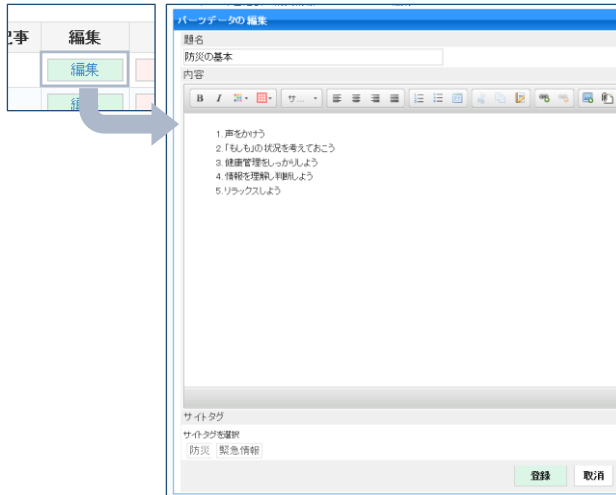 事 編集
編集
パーツデータの編集
題名
防災の基本
内容
B I サ...
1. 声をかけう
2. 「もしも」の状況を考えておこう
3. 健康管理をしっかりしよう
4. 情報を理解し判断しよう
5. リラックスしよう
サイトタグ
サイトタグを選択
防災 緊急情報
登録 取消